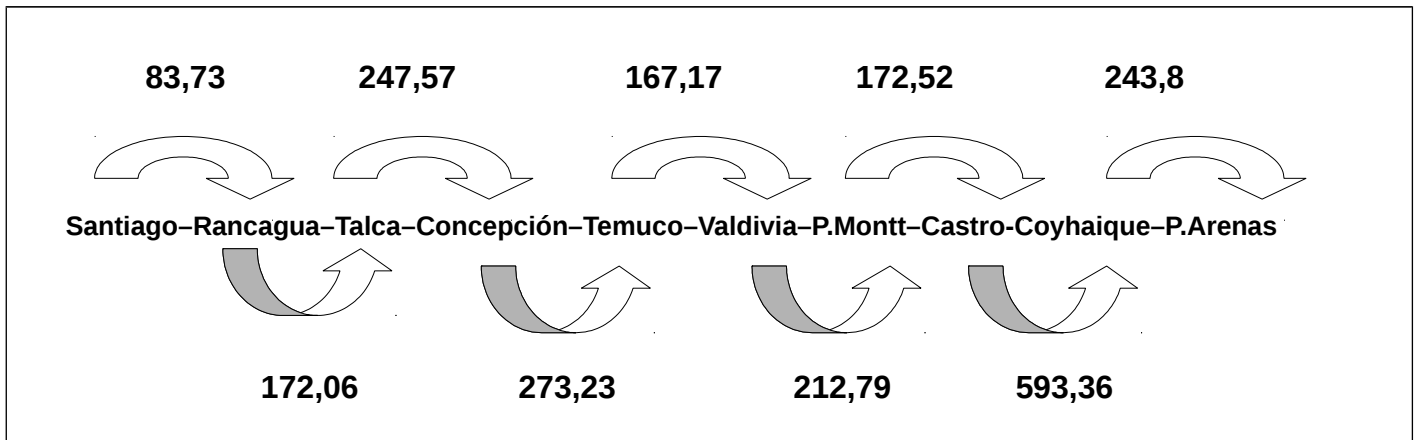 83,73 247,57 167,17 172,52 243,8
Santiago–Rancagua–Talca–Concepción–Temuco–Valdivia–P.Montt–Castro-Coyhaique–P.Arenas
172,06 273,23 212,79 593,36